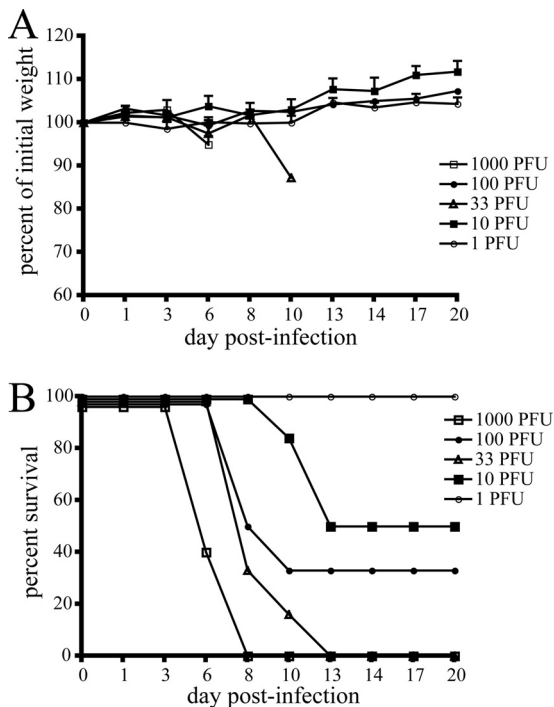 A
percent of initial weight
120
110
100
90
80
70
60
0 1 3 6 8 10 13 14 17 20
day post-infection
1000 PFU
100 PFU
33 PFU
10 PFU
1 PFU
B
percent survival
100
80
60
40
20
0
0 1 3 6 8 10 13 14 17 20
day post-infection
1000 PFU
100 PFU
33 PFU
10 PFU
1 PFU